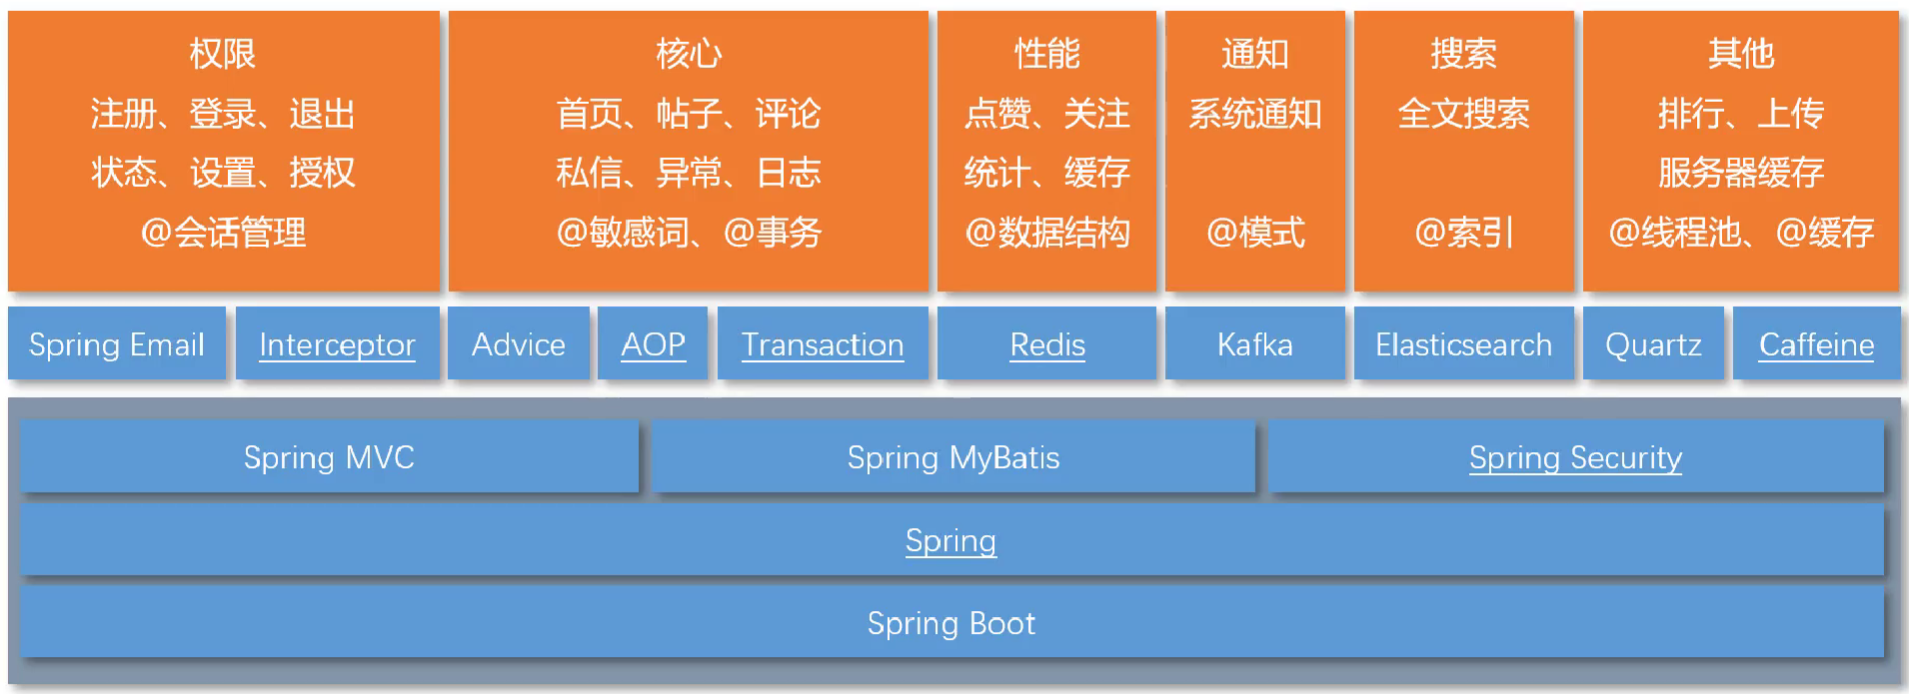 权限
注册、登录、退出
状态、设置、授权
@会话管理
核心
首页、帖子、评论
私信、异常、日志
@敏感词、@事务
性能
点赞、关注
统计、缓存
@数据结构
通知
系统通知
@模式
搜索
全文搜索
@索引
其他
排行、上传
服务器缓存
@线程池、@缓存
Spring Email
Interceptor
Advice
AOP
Transaction
Redis
Kafka
Elasticsearch
Quartz
Caffeine
Spring MVC
Spring MyBatis
Spring Security
Spring
Spring Boot